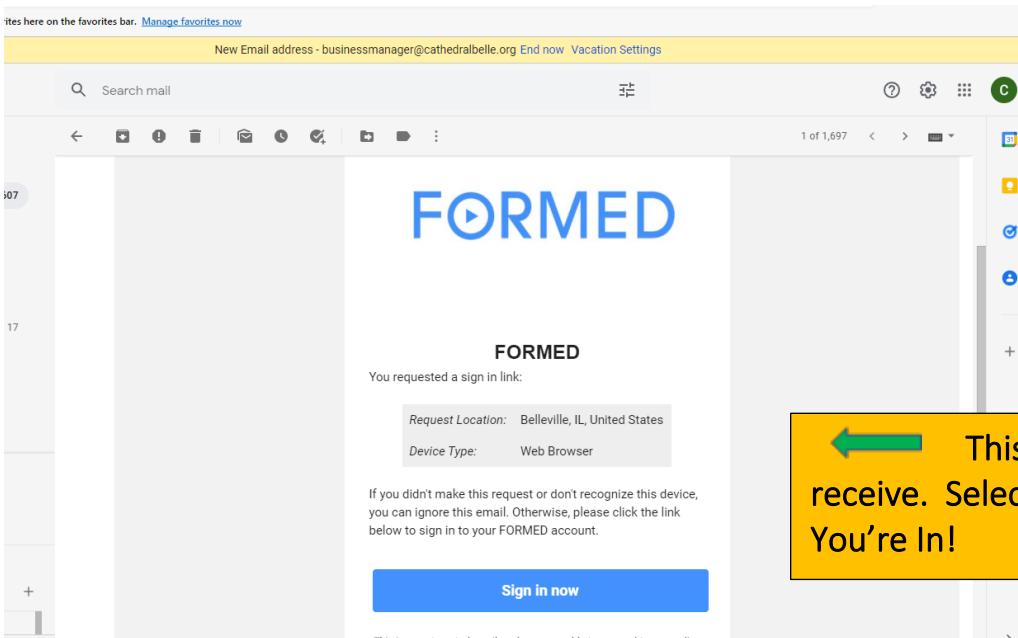 rites here on the favorites bar. Manage favorites now
New Email address - businessmanager@cathedralbelle.org End now Vacation Settings
Search mail
C
1 of 1,697
31
607
FORMED
17
FORMED
You requested a sign in link:
Request Location: Belleville, IL, United States
Device Type: Web Browser
This
receive. Selec
You're In!
If you didn't make this request or don't recognize this device,
you can ignore this email. Otherwise, please click the link
below to sign in to your FORMED account.
Sign in now